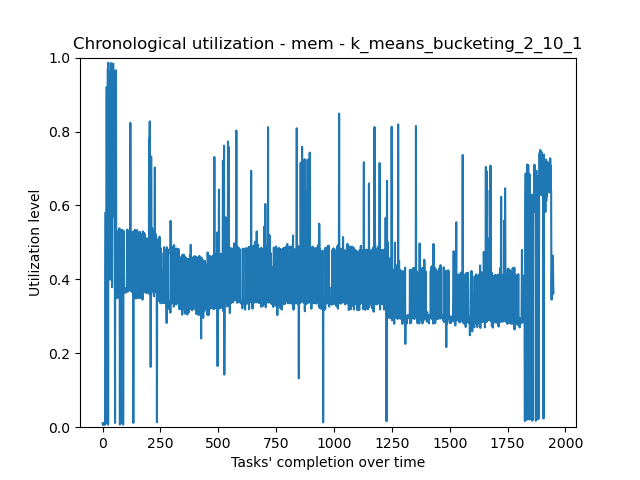 Chronological utilization - mem - k_means_bucketing_2_10_1
1.0
0.8
0.6
0.4
0.2
0.0
Utilization level
0 250 500 750 1000 1250 1500 1750 2000
Tasks' completion over time